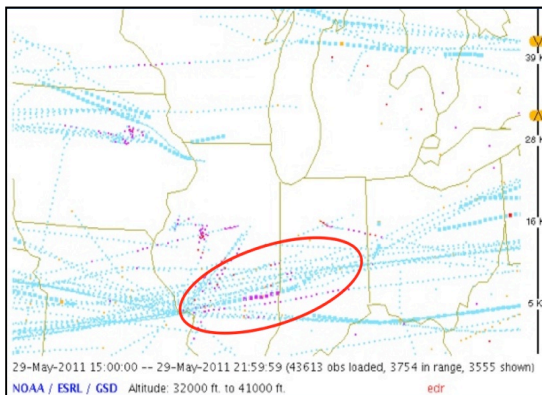 39 K
28 K
16 K
5 K
29-May-2011 15:00:00 -- 29-May-2011 21:59:59 (43613 obs loaded, 3754 in range, 3555 shown)
NOAA / ESRL / GSD Altitude: 32000 ft. to 41000 ft. edr